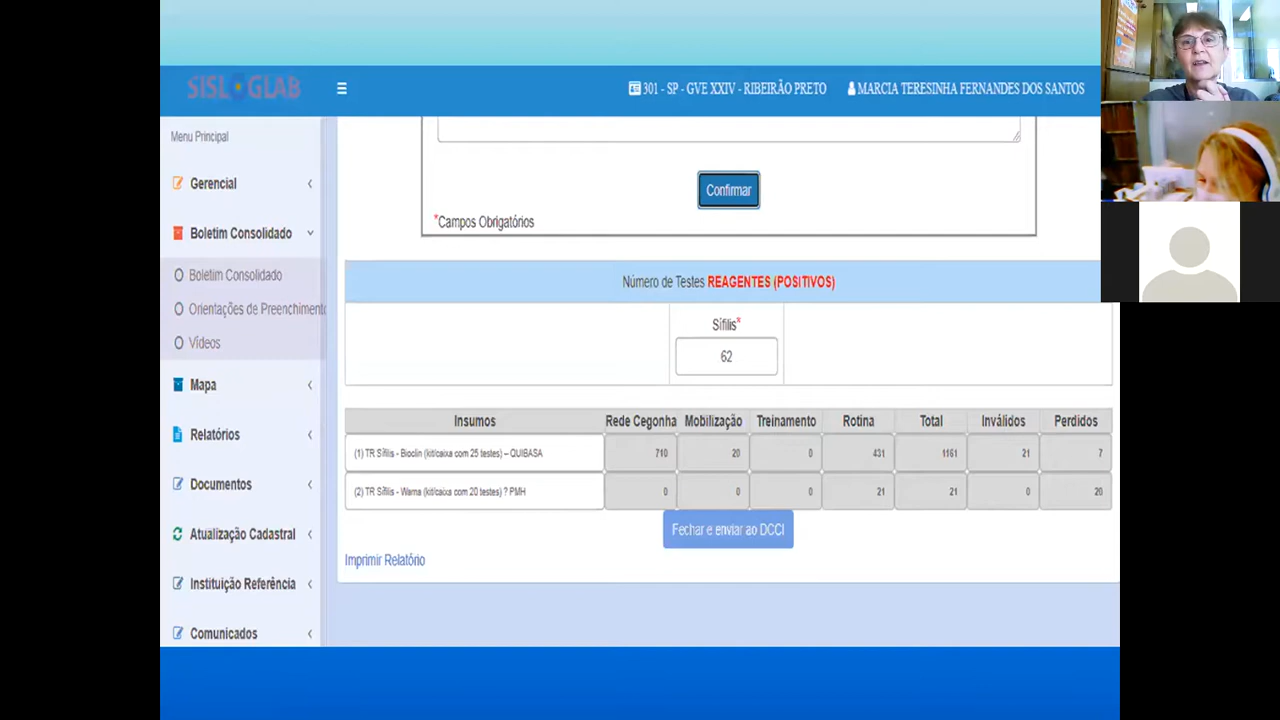 SISLOGLAB
301 - SP - GVE XXIV - RIBEIRÃO PRETO
MARCIA TERESINHA FERNANDES DOS SANTOS
Menu Principal
Gerencial
Boletim Consolidado
Boletim Consolidado
Orientações de Preenchimento
Vídeos
Mapa
Relatórios
Documentos
Atualização Cadastral
Instituição Referência
Comunicados
Confirmar
*Campos Obrigatórios
Número de Testes REAGENTES (POSITIVOS)
Sífilis*
62
Insumos Rede Cegonha Mobilização Treinamento Rotina Total Inválidos Perdidos
(1) TR Sífilis - Bioclin (kit/caixa com 25 testes) – QUIBASA 710 20 0 431 1161 21 7
(2) TR Sífilis - Wama (kit/caixa com 20 testes) ? PMH 0 0 0 21 21 0 20
Fechar e enviar ao DCCI
Imprimir Relatório